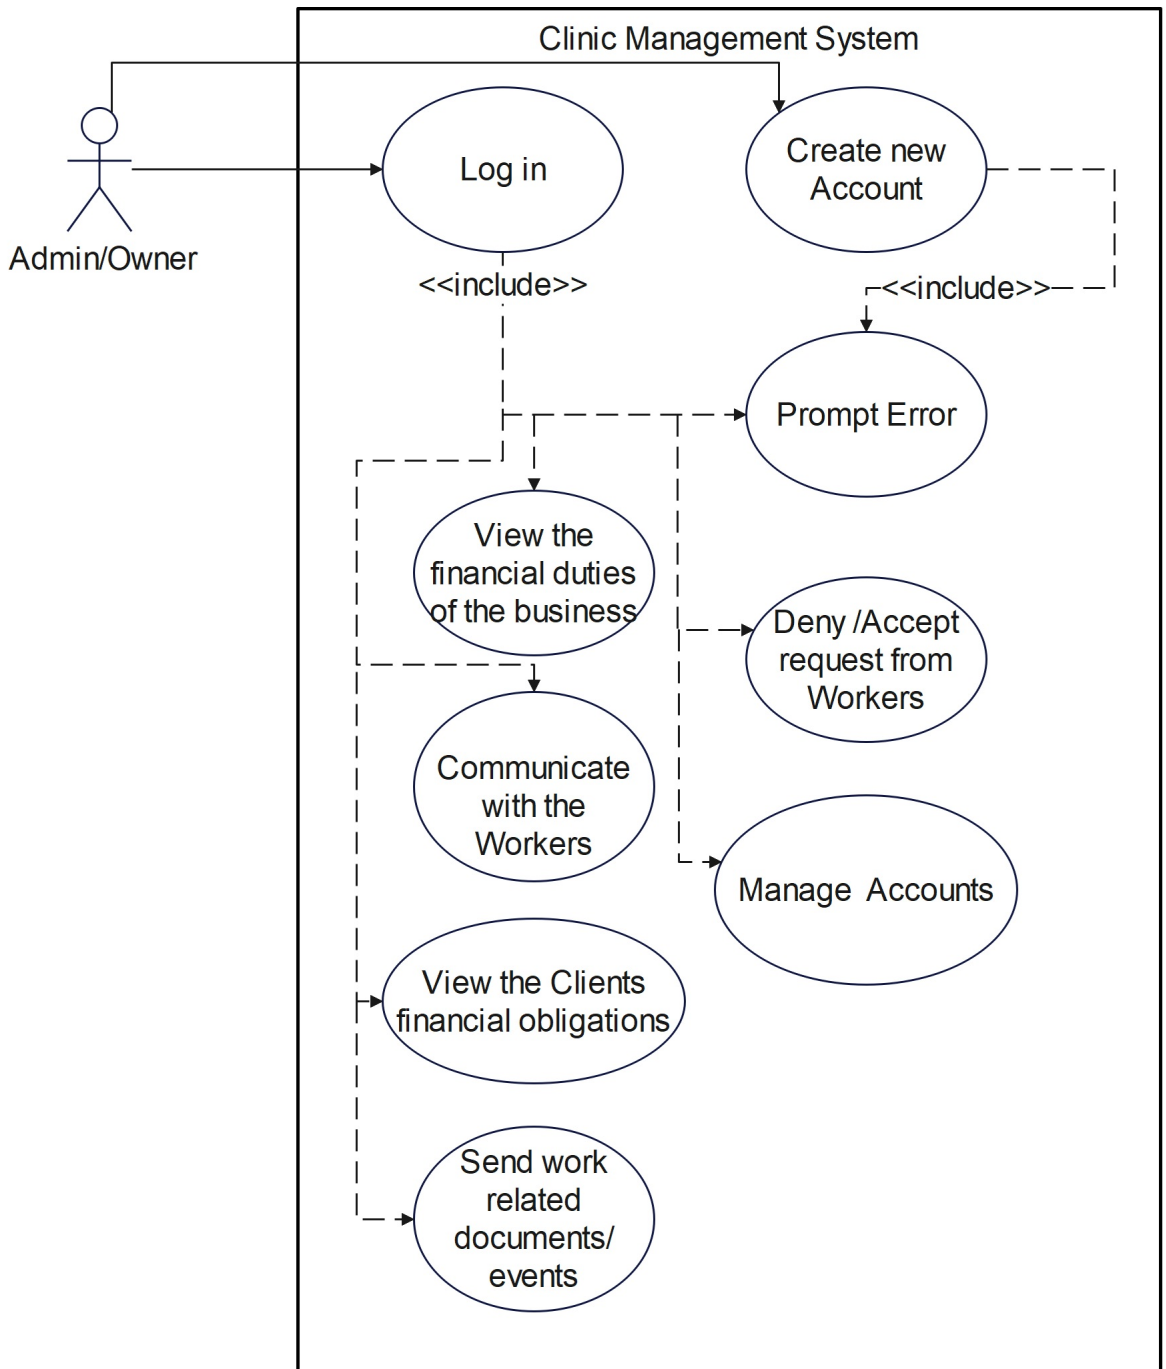 Clinic Management System
Log in
Create new
Account
Admin/Owner
<<include>>
<<include>>
Prompt Error
View the
financial duties
of the business
Deny /Accept
request from
Workers
Communicate
with the
Workers
Manage  Accounts
View the Clients
financial obligations
Send work
related
documents/
events